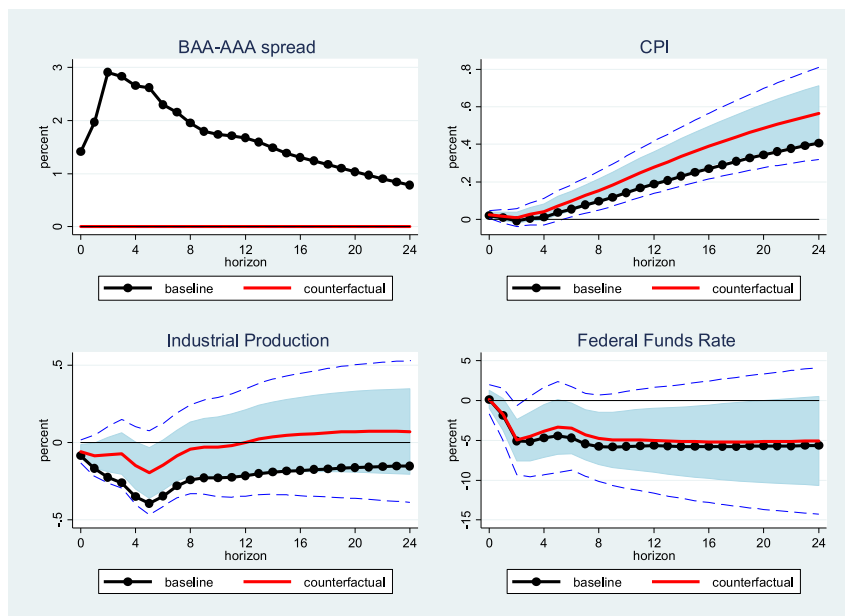 BAA-AAA spread
percent
3
2
1
0
0 4 8 12 16 20 24
horizon
baseline counterfactual
CPI
percent
.8
.6
.4
.2
0
0 4 8 12 16 20 24
horizon
baseline counterfactual
Industrial Production
percent
.5
0
-.5
0 4 8 12 16 20 24
horizon
baseline counterfactual
Federal Funds Rate
percent
5
0
-5
-10
-15
0 4 8 12 16 20 24
horizon
baseline counterfactual